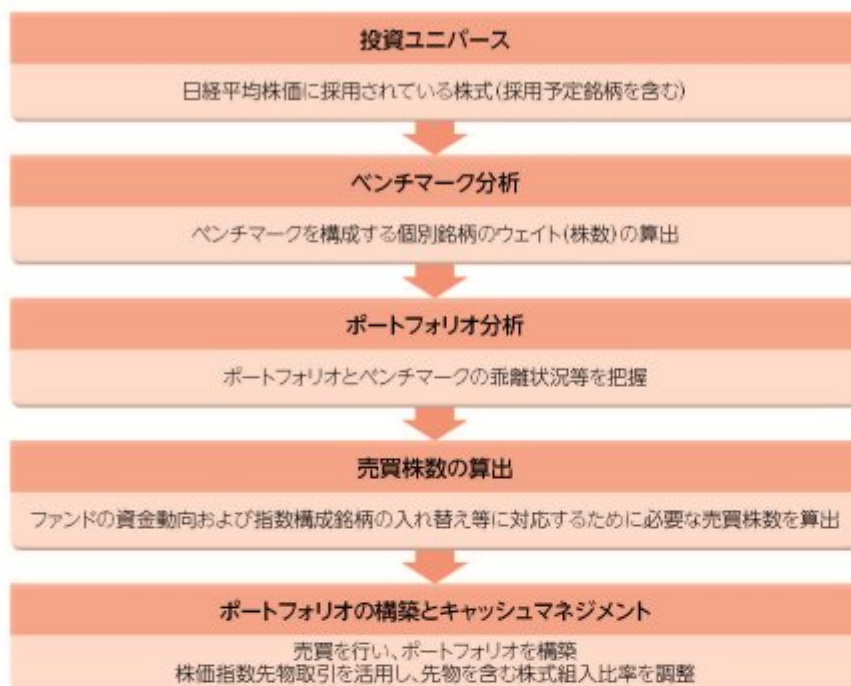 投資ユニバース
日経平均株価に採用されている株式(採用予定銘柄を含む)
ベンチマーク分析
ベンチマークを構成する個別銘柄のウェイト(株数)の算出
ポートフォリオ分析
ポートフォリオとベンチマークの乖離状況等を把握
売買株数の算出
ファンドの資金動向および指数構成銘柄の入れ替え等に対応するために必要な売買株数を算出
ポートフォリオの構築とキャッシュマネジメント
売買を行い、ポートフォリオを構築
株価指数先物取引を活用し、先物を含む株式組入比率を調整